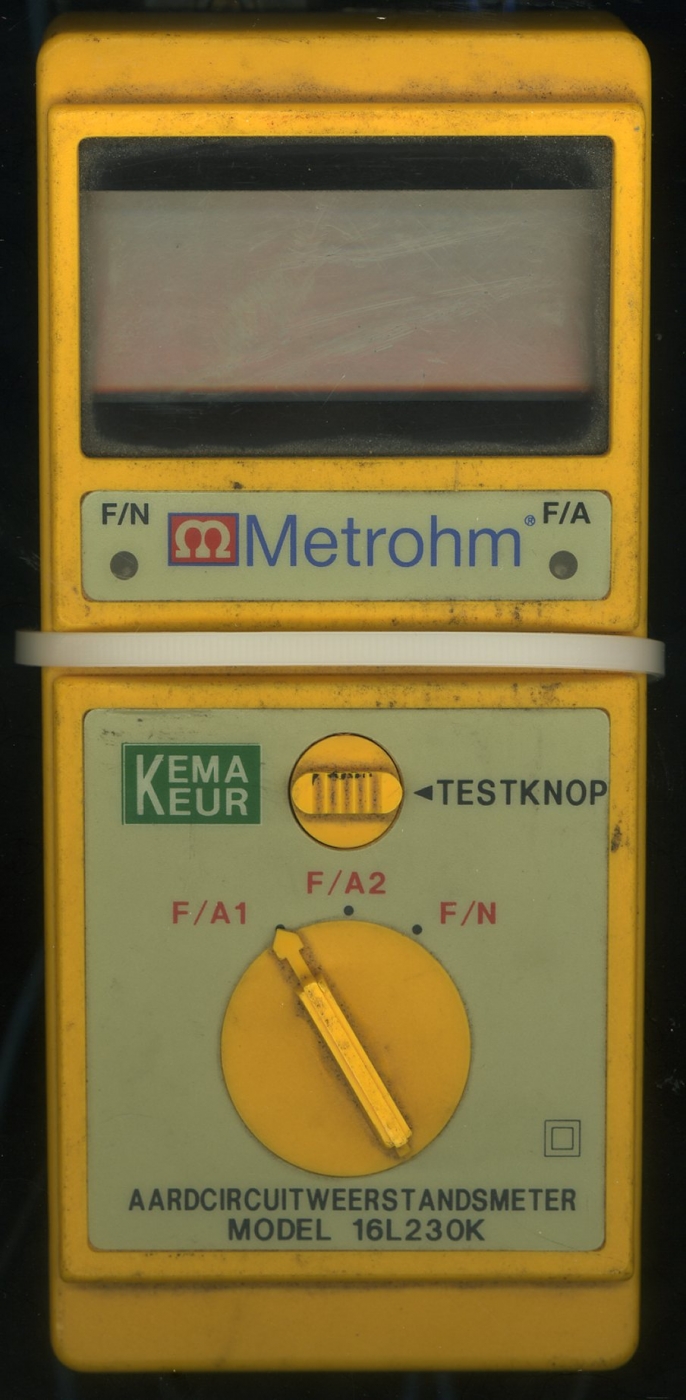 F/N
Metrohm®
F/A
KEMA
KEUR
◄TESTKNOP
F/A2
F/A1
F/N
AARDCIRCUITWEERSTANDSMETER
MODEL 16L230K